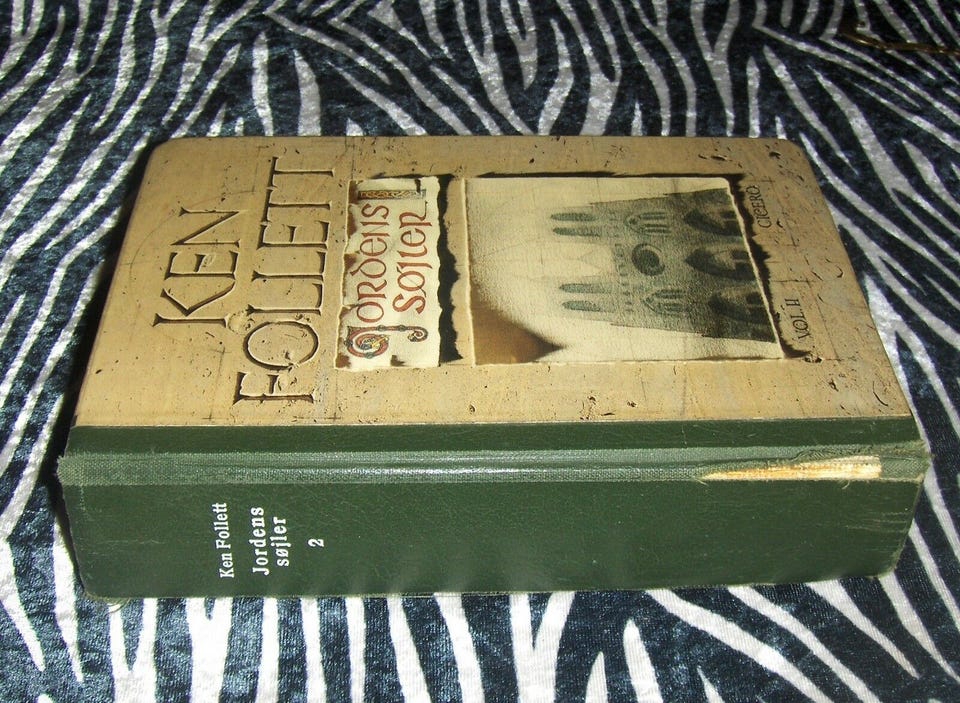 KEN
FOLLETT
Jordens
søjler
VOL. II
CICERO
Ken Follett
Jordens
søjler
2